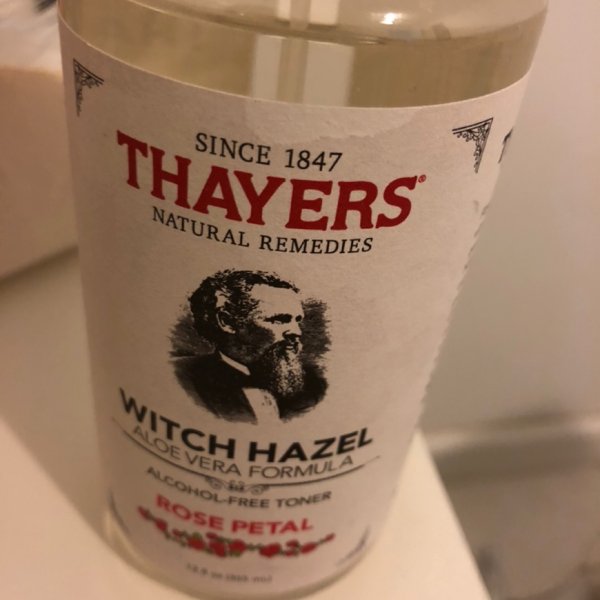 SINCE 1847
THAYERS®
NATURAL REMEDIES
WITCH HAZEL
ALOE VERA FORMULA
ALCOHOL-FREE TONER
ROSE PETAL